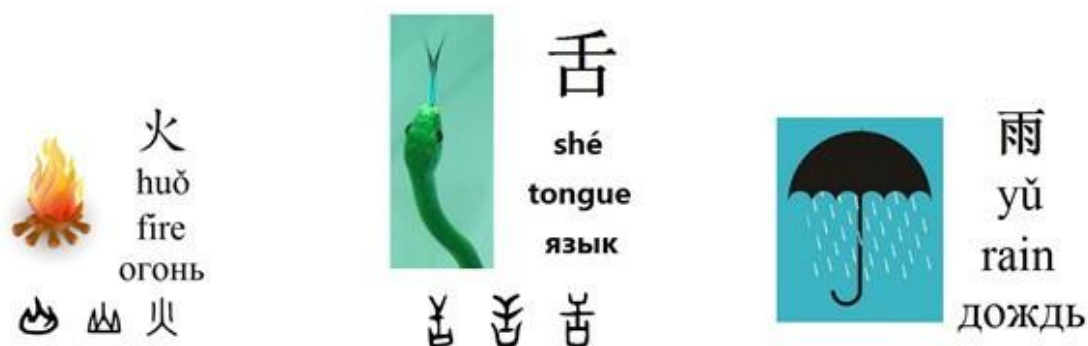 火
huǒ
fire
огонь
舌
shé
tongue
язык
雨
yǔ
rain
дождь